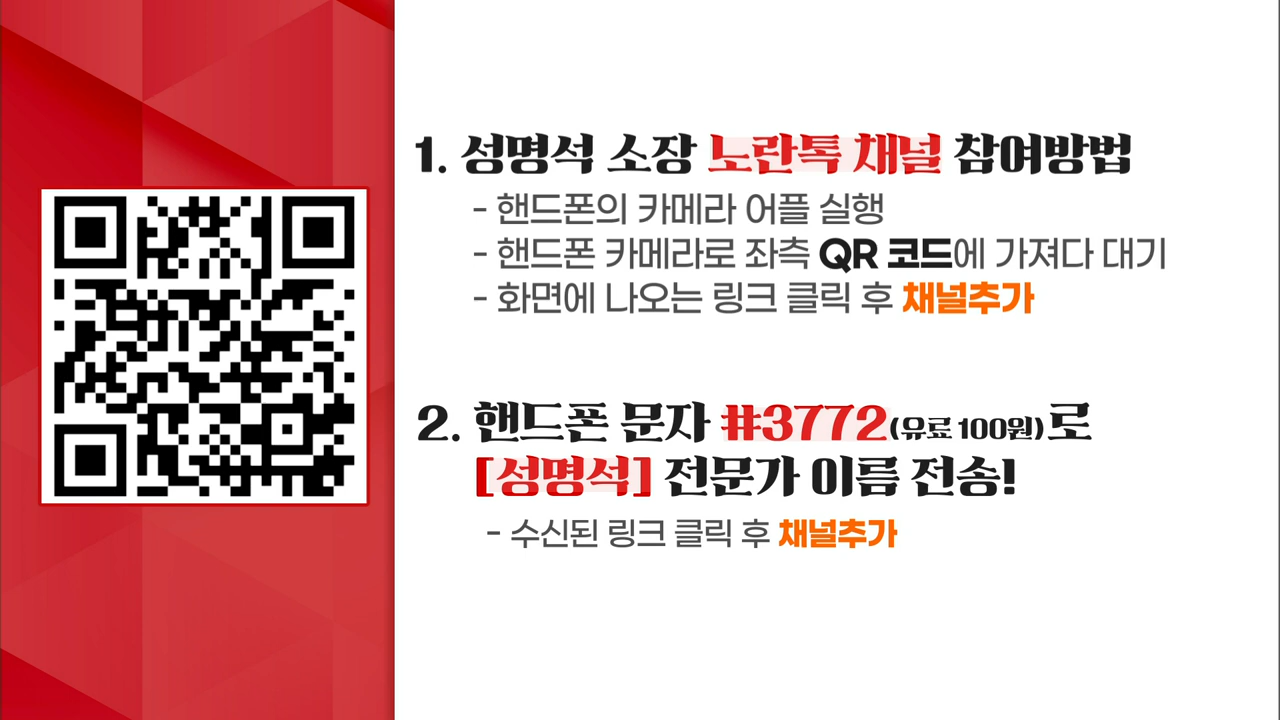 1. 성명석 소장 노란톡 채널 참여방법
- 핸드폰의 카메라 어플 실행
- 핸드폰 카메라로 좌측 QR 코드에 가져다 대기
- 화면에 나오는 링크 클릭 후 채널추가
2. 핸드폰 문자 #3772(유료 100원)로
[성명석] 전문가 이름 전송!
- 수신된 링크 클릭 후 채널추가